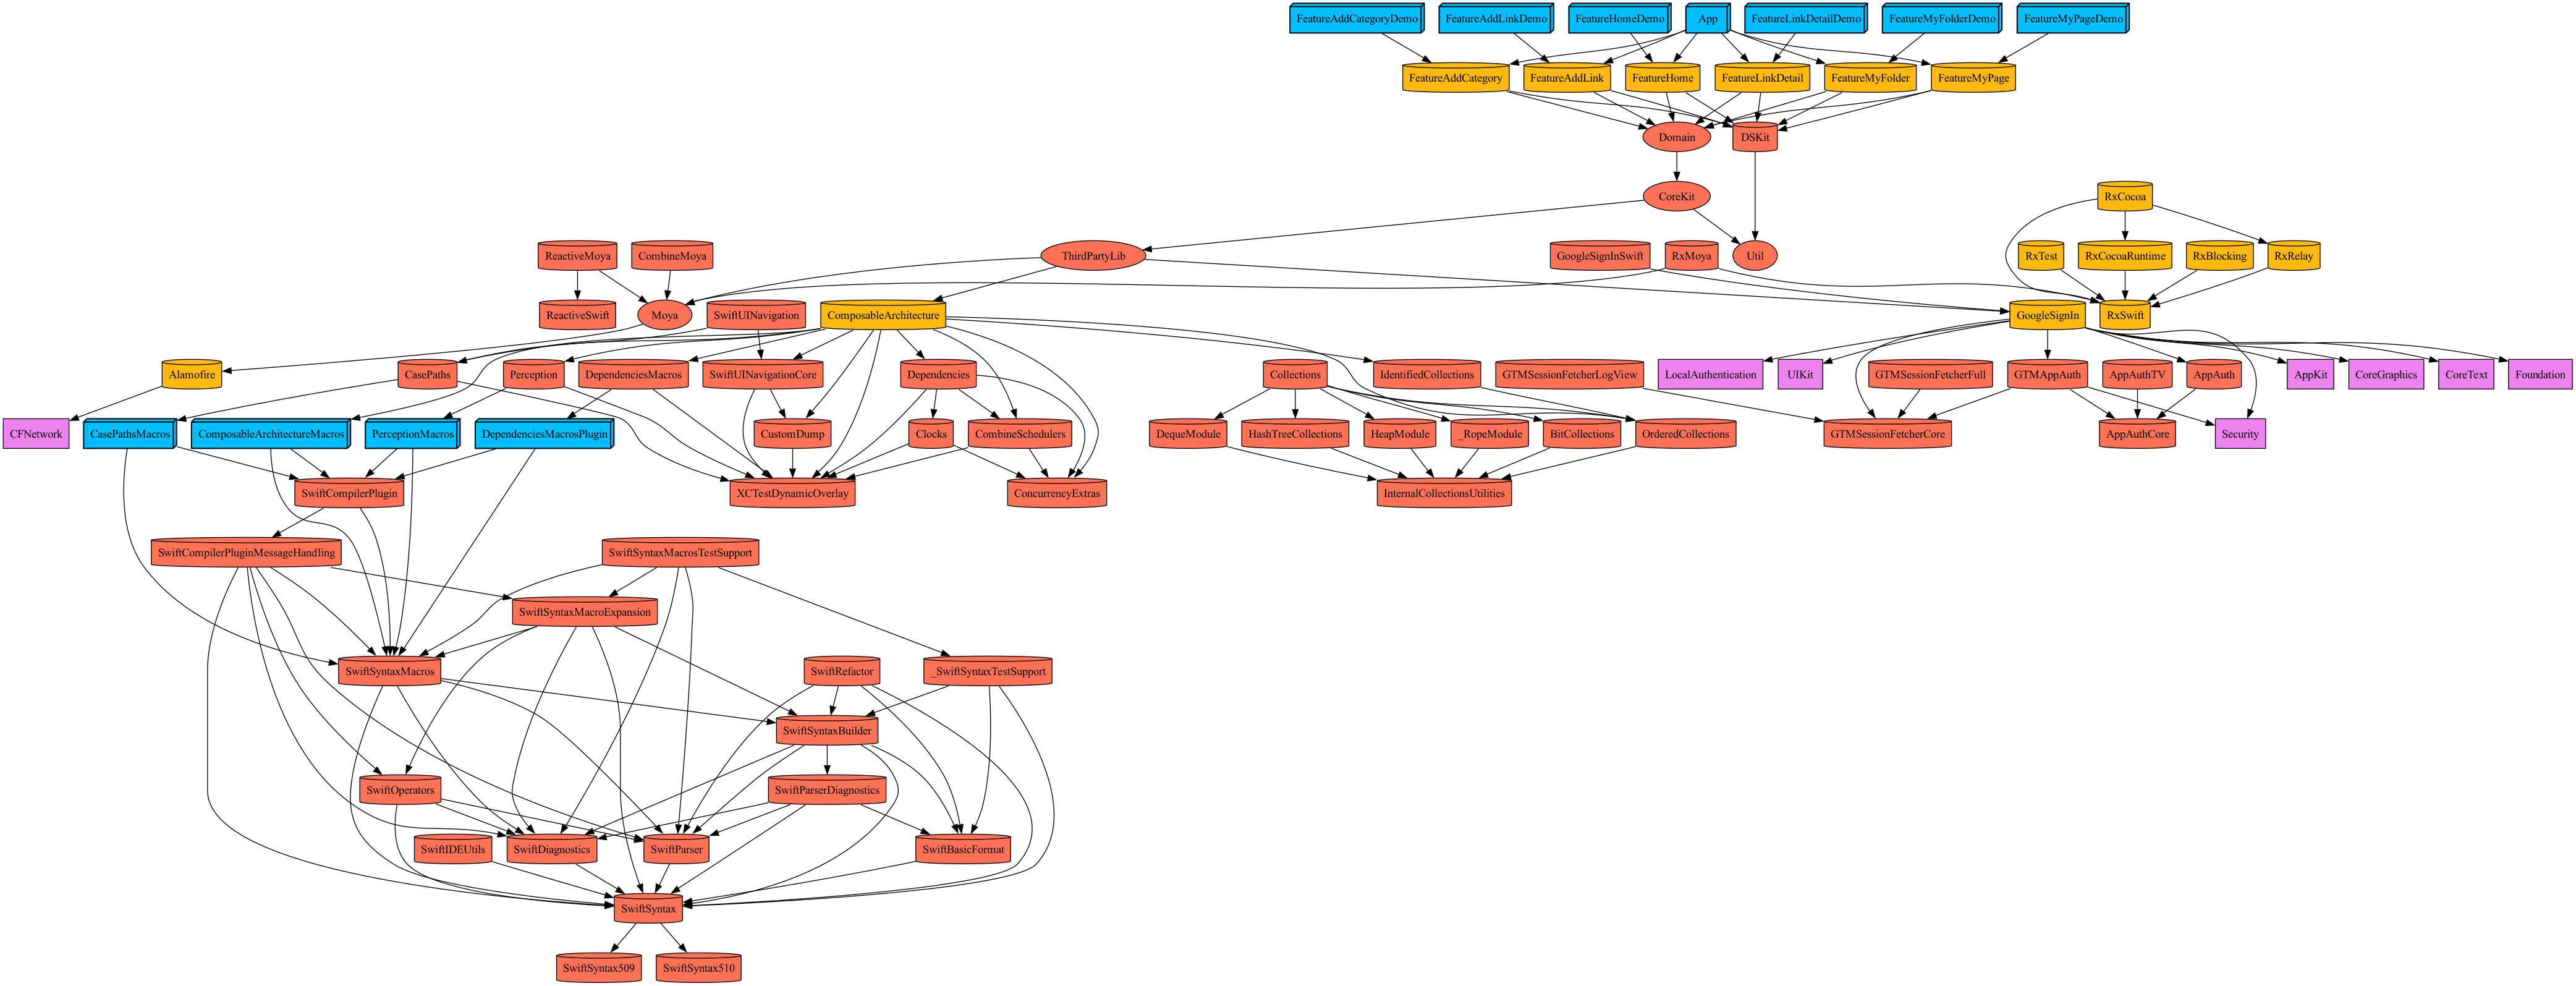 FeatureAddCategoryDemo
FeatureAddLinkDemo
FeatureHomeDemo
App
FeatureLinkDetailDemo
FeatureMyFolderDemo
FeatureMyPageDemo
FeatureAddCategory
FeatureAddLink
FeatureHome
FeatureLinkDetail
FeatureMyFolder
FeatureMyPage
Domain
DSKit
CoreKit
RxCocoa
ReactiveMoya
CombineMoya
ThirdPartyLib
GoogleSignInSwift
RxMoya
Util
RxTest
RxCocoaRuntime
RxBlocking
RxRelay
ReactiveSwift
Moya
SwiftUINavigation
ComposableArchitecture
GoogleSignIn
RxSwift
Alamofire
CasePaths
Perception
DependenciesMacros
SwiftUINavigationCore
Dependencies
Collections
IdentifiedCollections
GTMSessionFetcherLogView
LocalAuthentication
UIKit
GTMSessionFetcherFull
GTMAppAuth
AppAuthTV
AppAuth
AppKit
CoreGraphics
CoreText
Foundation
CFNetwork
CasePathsMacros
ComposableArchitectureMacros
PerceptionMacros
DependenciesMacrosPlugin
CustomDump
Clocks
CombineSchedulers
DequeModule
HashTreeCollections
HeapModule
_RopeModule
BitCollections
OrderedCollections
GTMSessionFetcherCore
AppAuthCore
Security
SwiftCompilerPlugin
XCTestDynamicOverlay
ConcurrencyExtras
InternalCollectionsUtilities
SwiftCompilerPluginMessageHandling
SwiftSyntaxMacrosTestSupport
SwiftSyntaxMacroExpansion
SwiftSyntaxMacros
SwiftRefactor
_SwiftSyntaxTestSupport
SwiftSyntaxBuilder
SwiftOperators
SwiftParserDiagnostics
SwiftIDEUtils
SwiftDiagnostics
SwiftParser
SwiftBasicFormat
SwiftSyntax
SwiftSyntax509
SwiftSyntax510